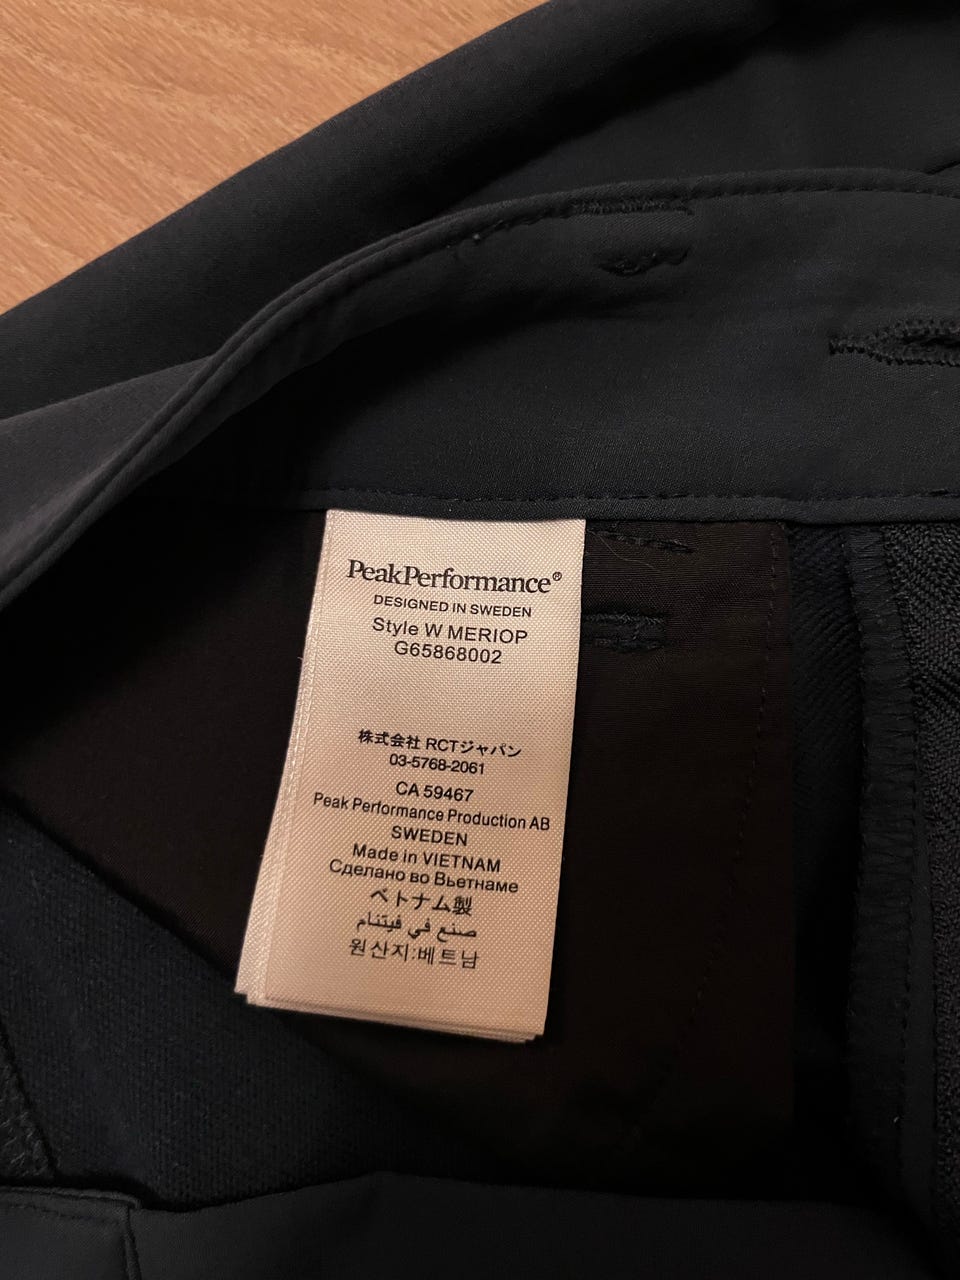 PeakPerformance®
DESIGNED IN SWEDEN
Style W MERIOP
G65868002
株式会社 RCTジャパン
03-5768-2061
CA 59467
Peak Performance Production AB
SWEDEN
Made in VIETNAM
Сделано во Вьетнаме
ベトナム製
صنع في فيتنام
원산지:베트남